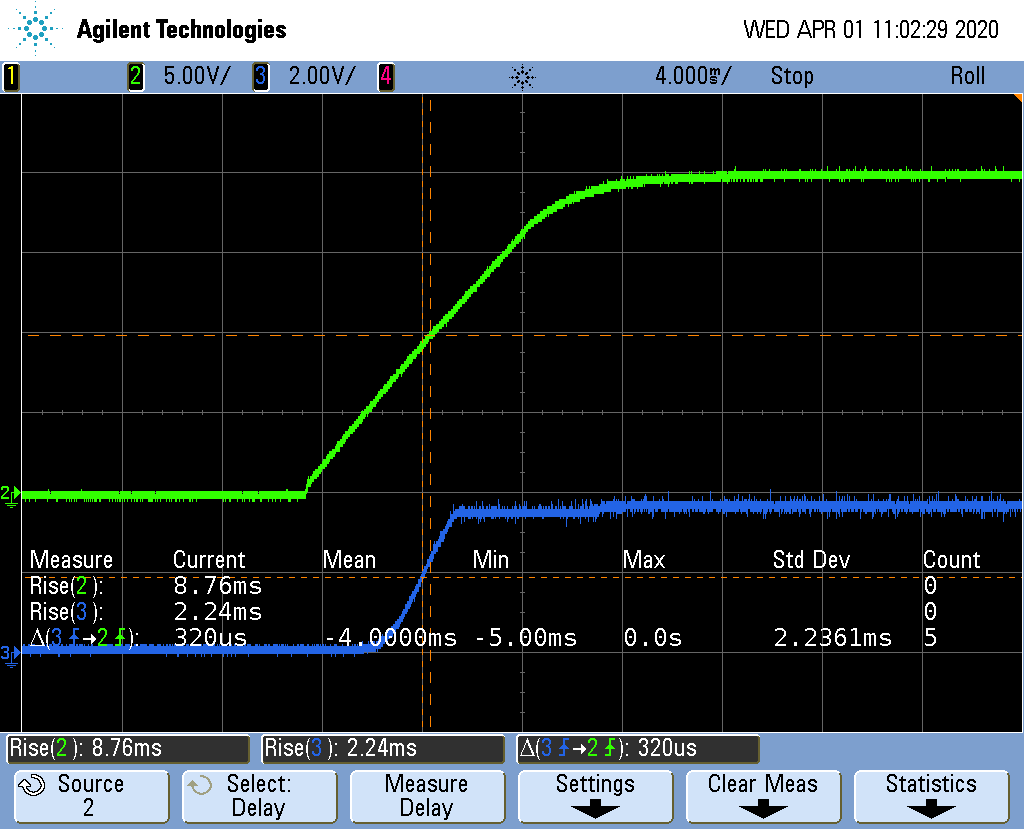 Agilent Technologies
WED APR 01 11:02:29 2020
1 2 5.00V/ 3 2.00V/ 4 4.000ms/ Stop Roll
2
Measure Current Mean Min Max Std Dev Count
Rise(2): 8.76ms 0
Rise(3): 2.24ms 0
3
Δ(3→2): 320us -4.0000ms -5.00ms 0.0s 2.2361ms 5
Rise(2): 8.76ms Rise(3): 2.24ms Δ(3→2): 320us
Source
2
Select:
Delay
Measure
Delay
Settings
Clear Meas
Statistics